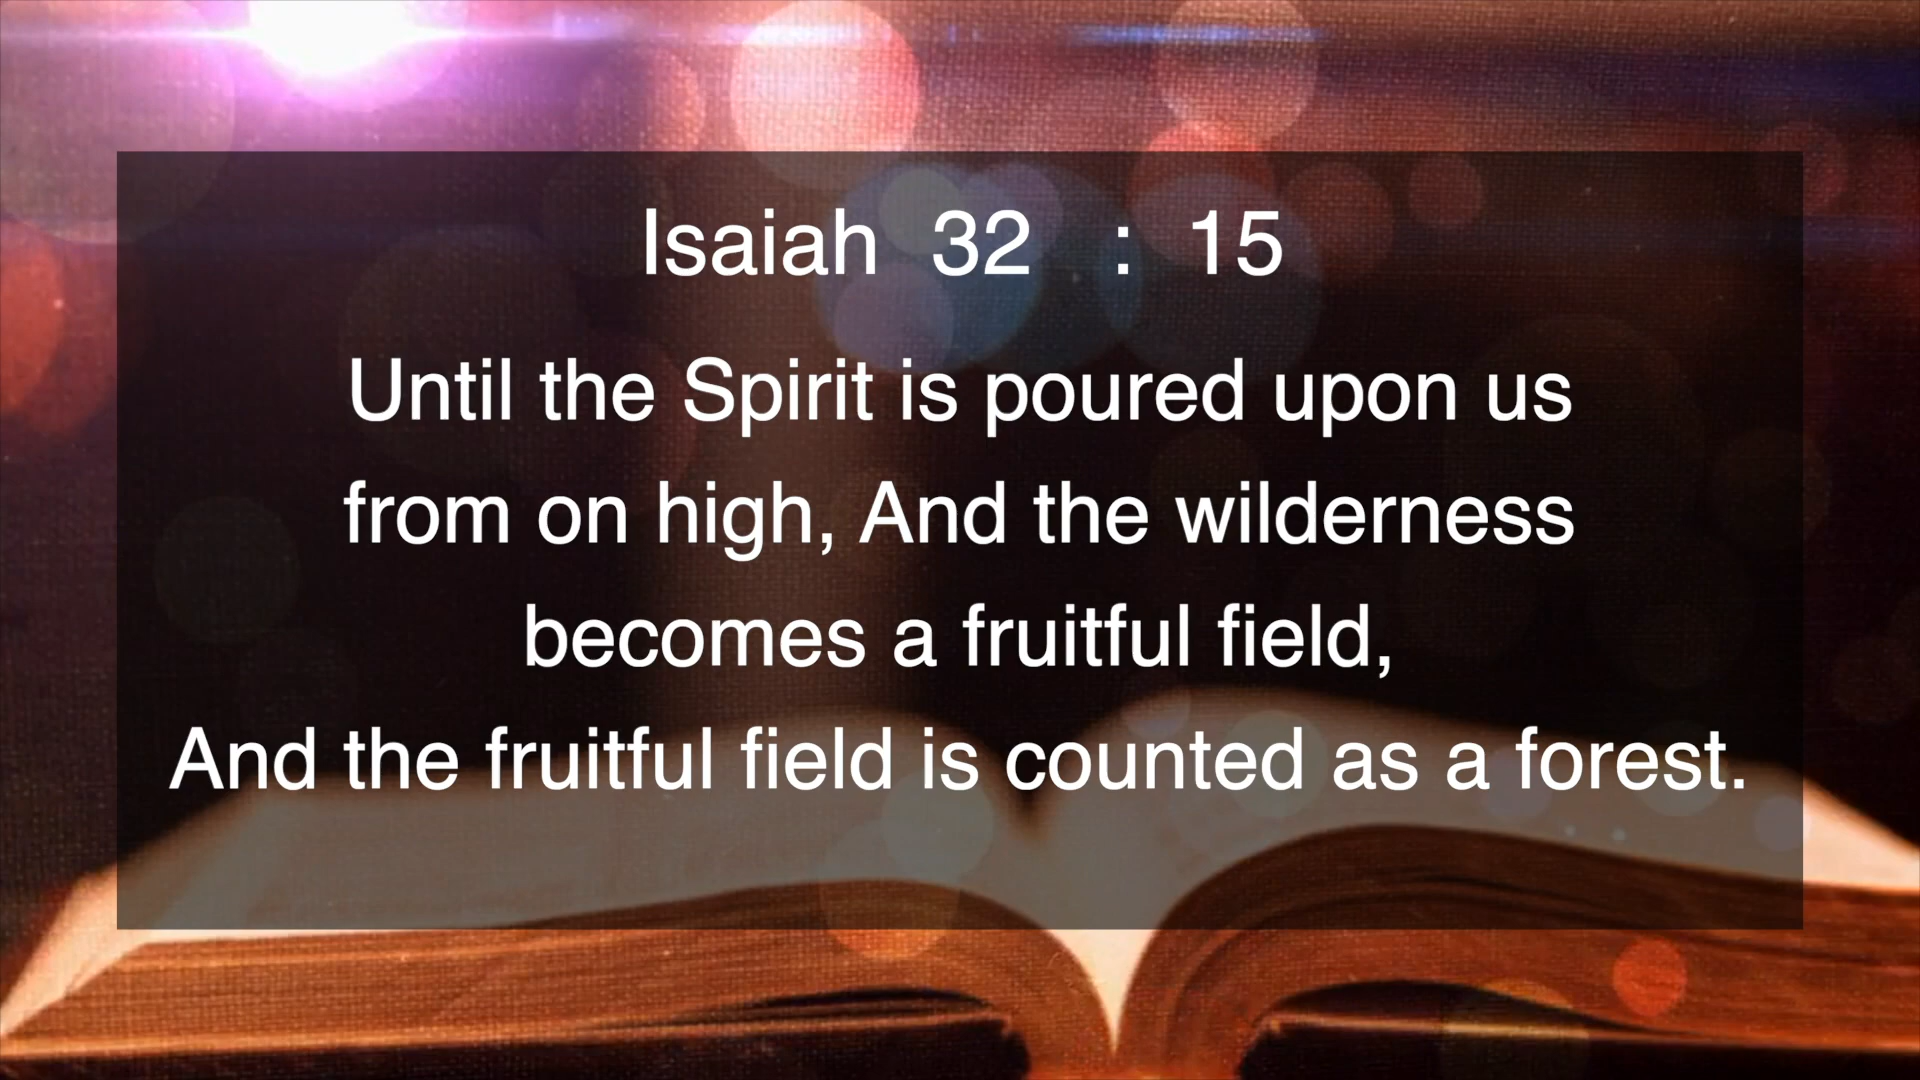 Isaiah 32 : 15
Until the Spirit is poured upon us
from on high, And the wilderness
becomes a fruitful field,
And the fruitful field is counted as a forest.